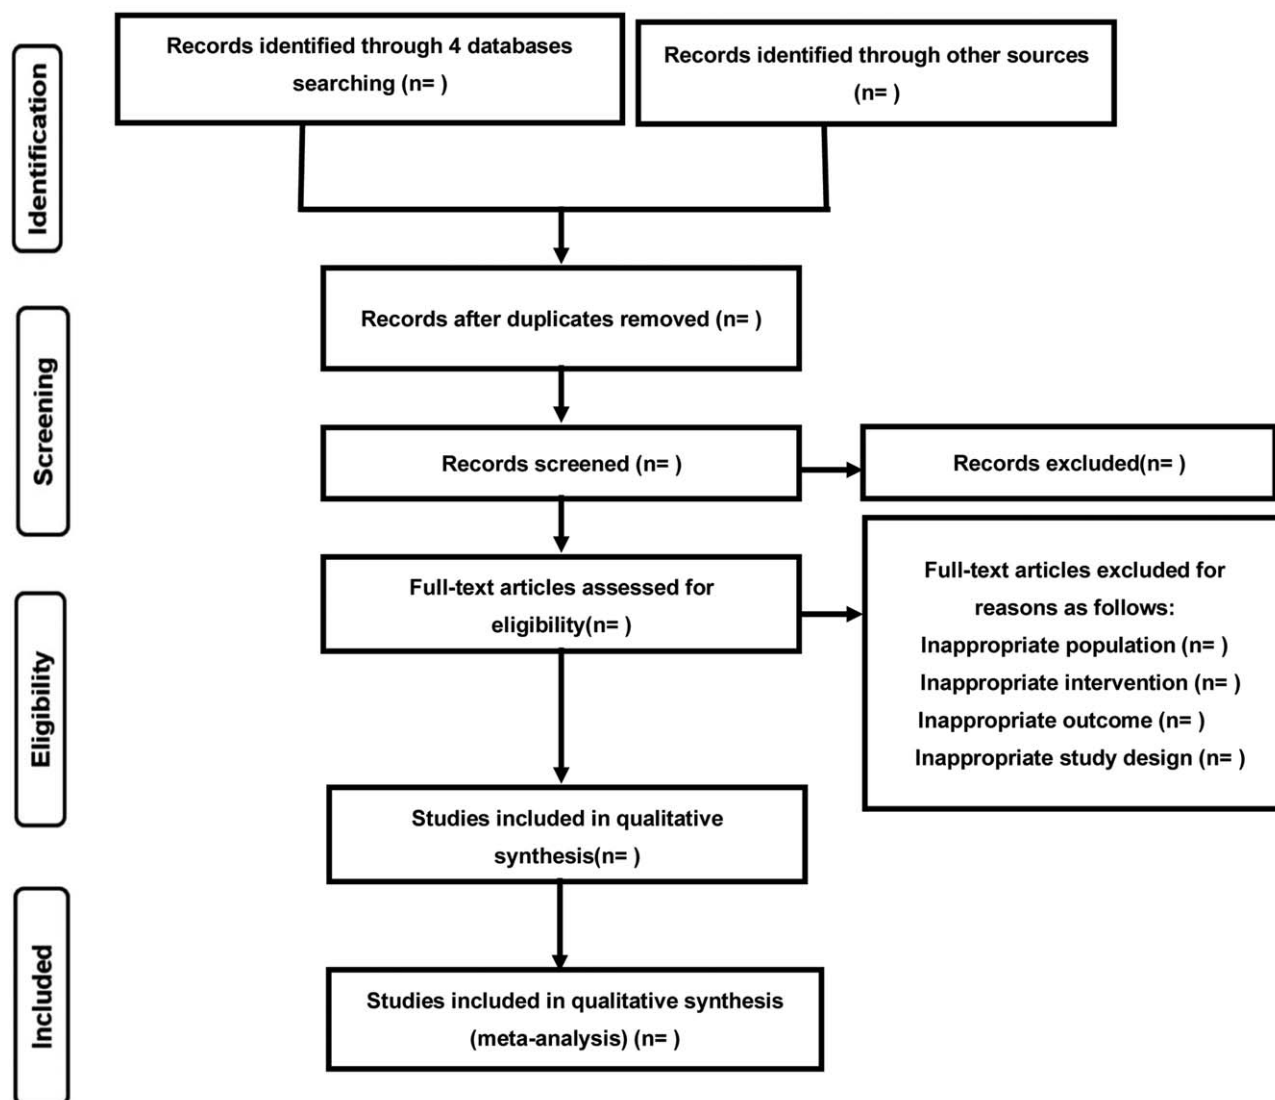 Identification
Records identified through 4 databases
searching (n= )
Records identified through other sources
(n= )
Screening
Records after duplicates removed (n= )
Records screened (n= )
Records excluded(n= )
Eligibility
Full-text articles assessed for
eligibility(n= )
Full-text articles excluded for
reasons as follows:
Inappropriate population (n= )
Inappropriate intervention (n= )
Inappropriate outcome (n= )
Inappropriate study design (n= )
Studies included in qualitative
synthesis(n= )
Included
Studies included in qualitative synthesis
(meta-analysis) (n= )